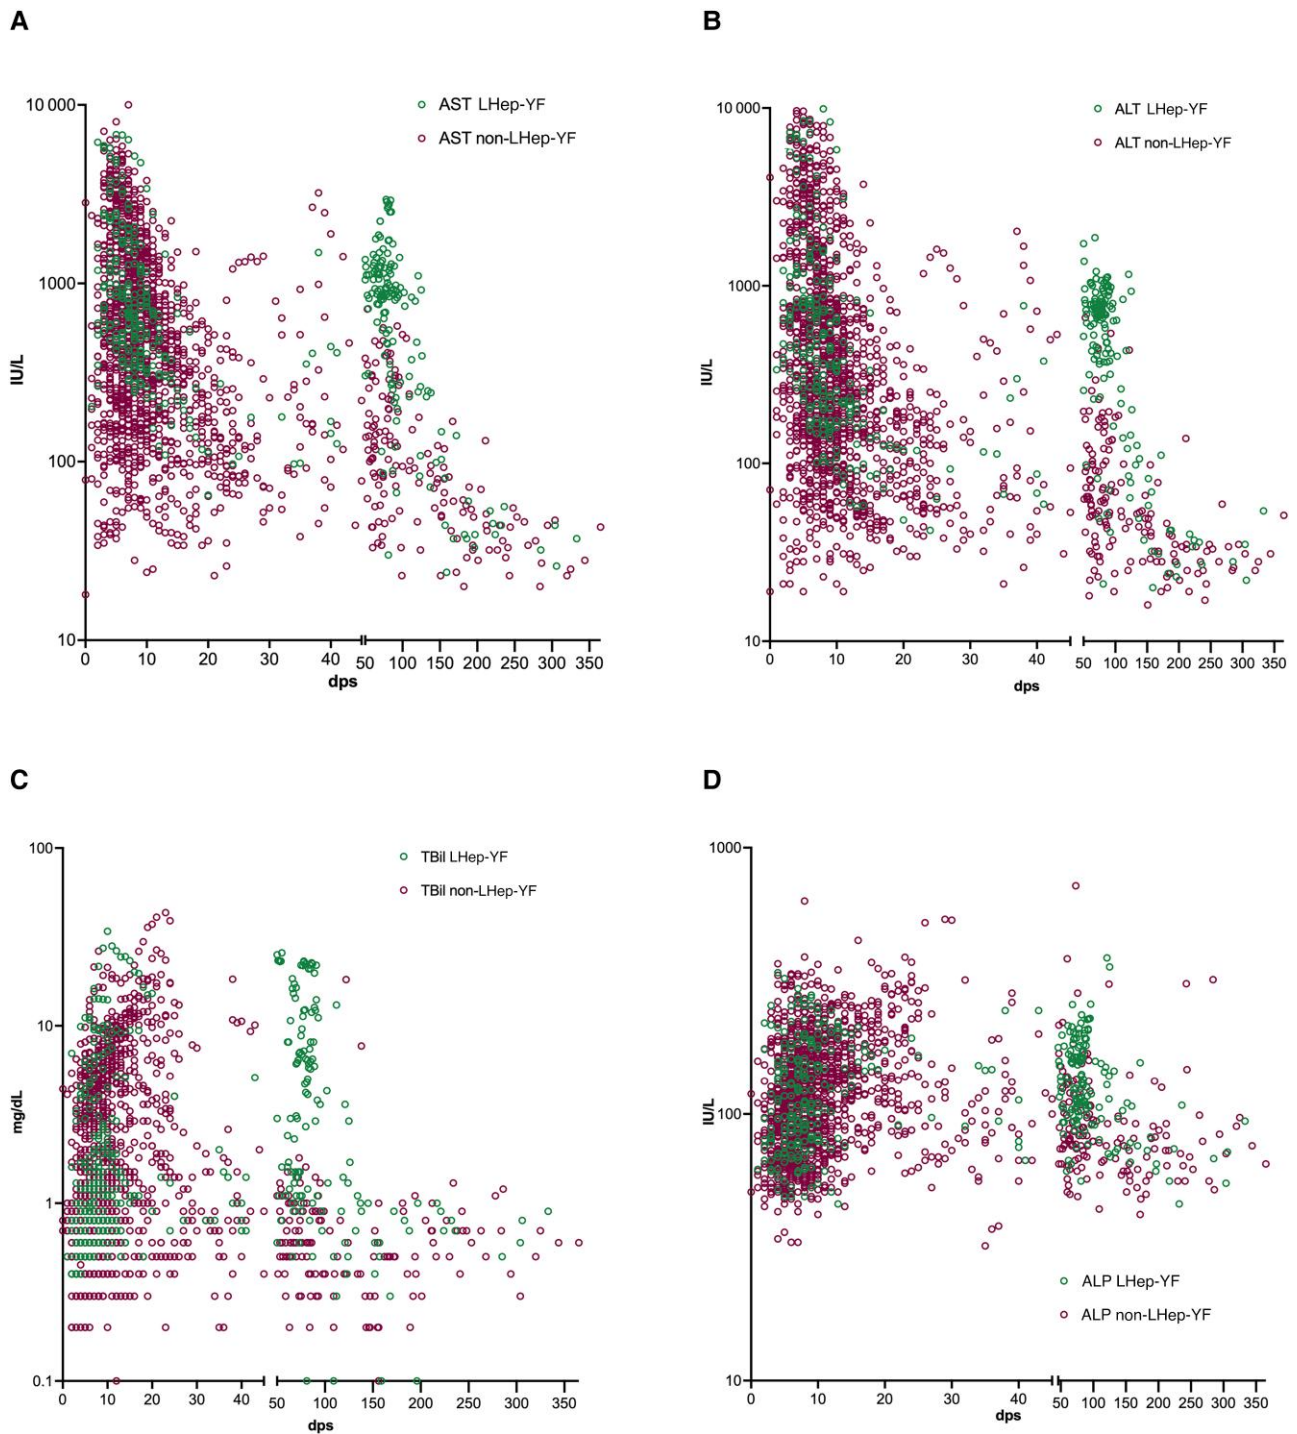 A
B
10 000
AST LHep-YF
AST non-LHep-YF
1000
IU/L
100
10
0 10 20 30 40 50 100 150 200 250 300 350
dps
10 000
ALT LHep-YF
ALT non-LHep-YF
1000
IU/L
100
10
0 10 20 30 40 50 100 150 200 250 300 350
dps
C
D
100
TBil LHep-YF
TBil non-LHep-YF
10
mg/dL
1
0.1
0 10 20 30 40 50 100 150 200 250 300 350
dps
1000
IU/L
100
ALP LHep-YF
ALP non-LHep-YF
10
0 10 20 30 40 50 100 150 200 250 300 350
dps